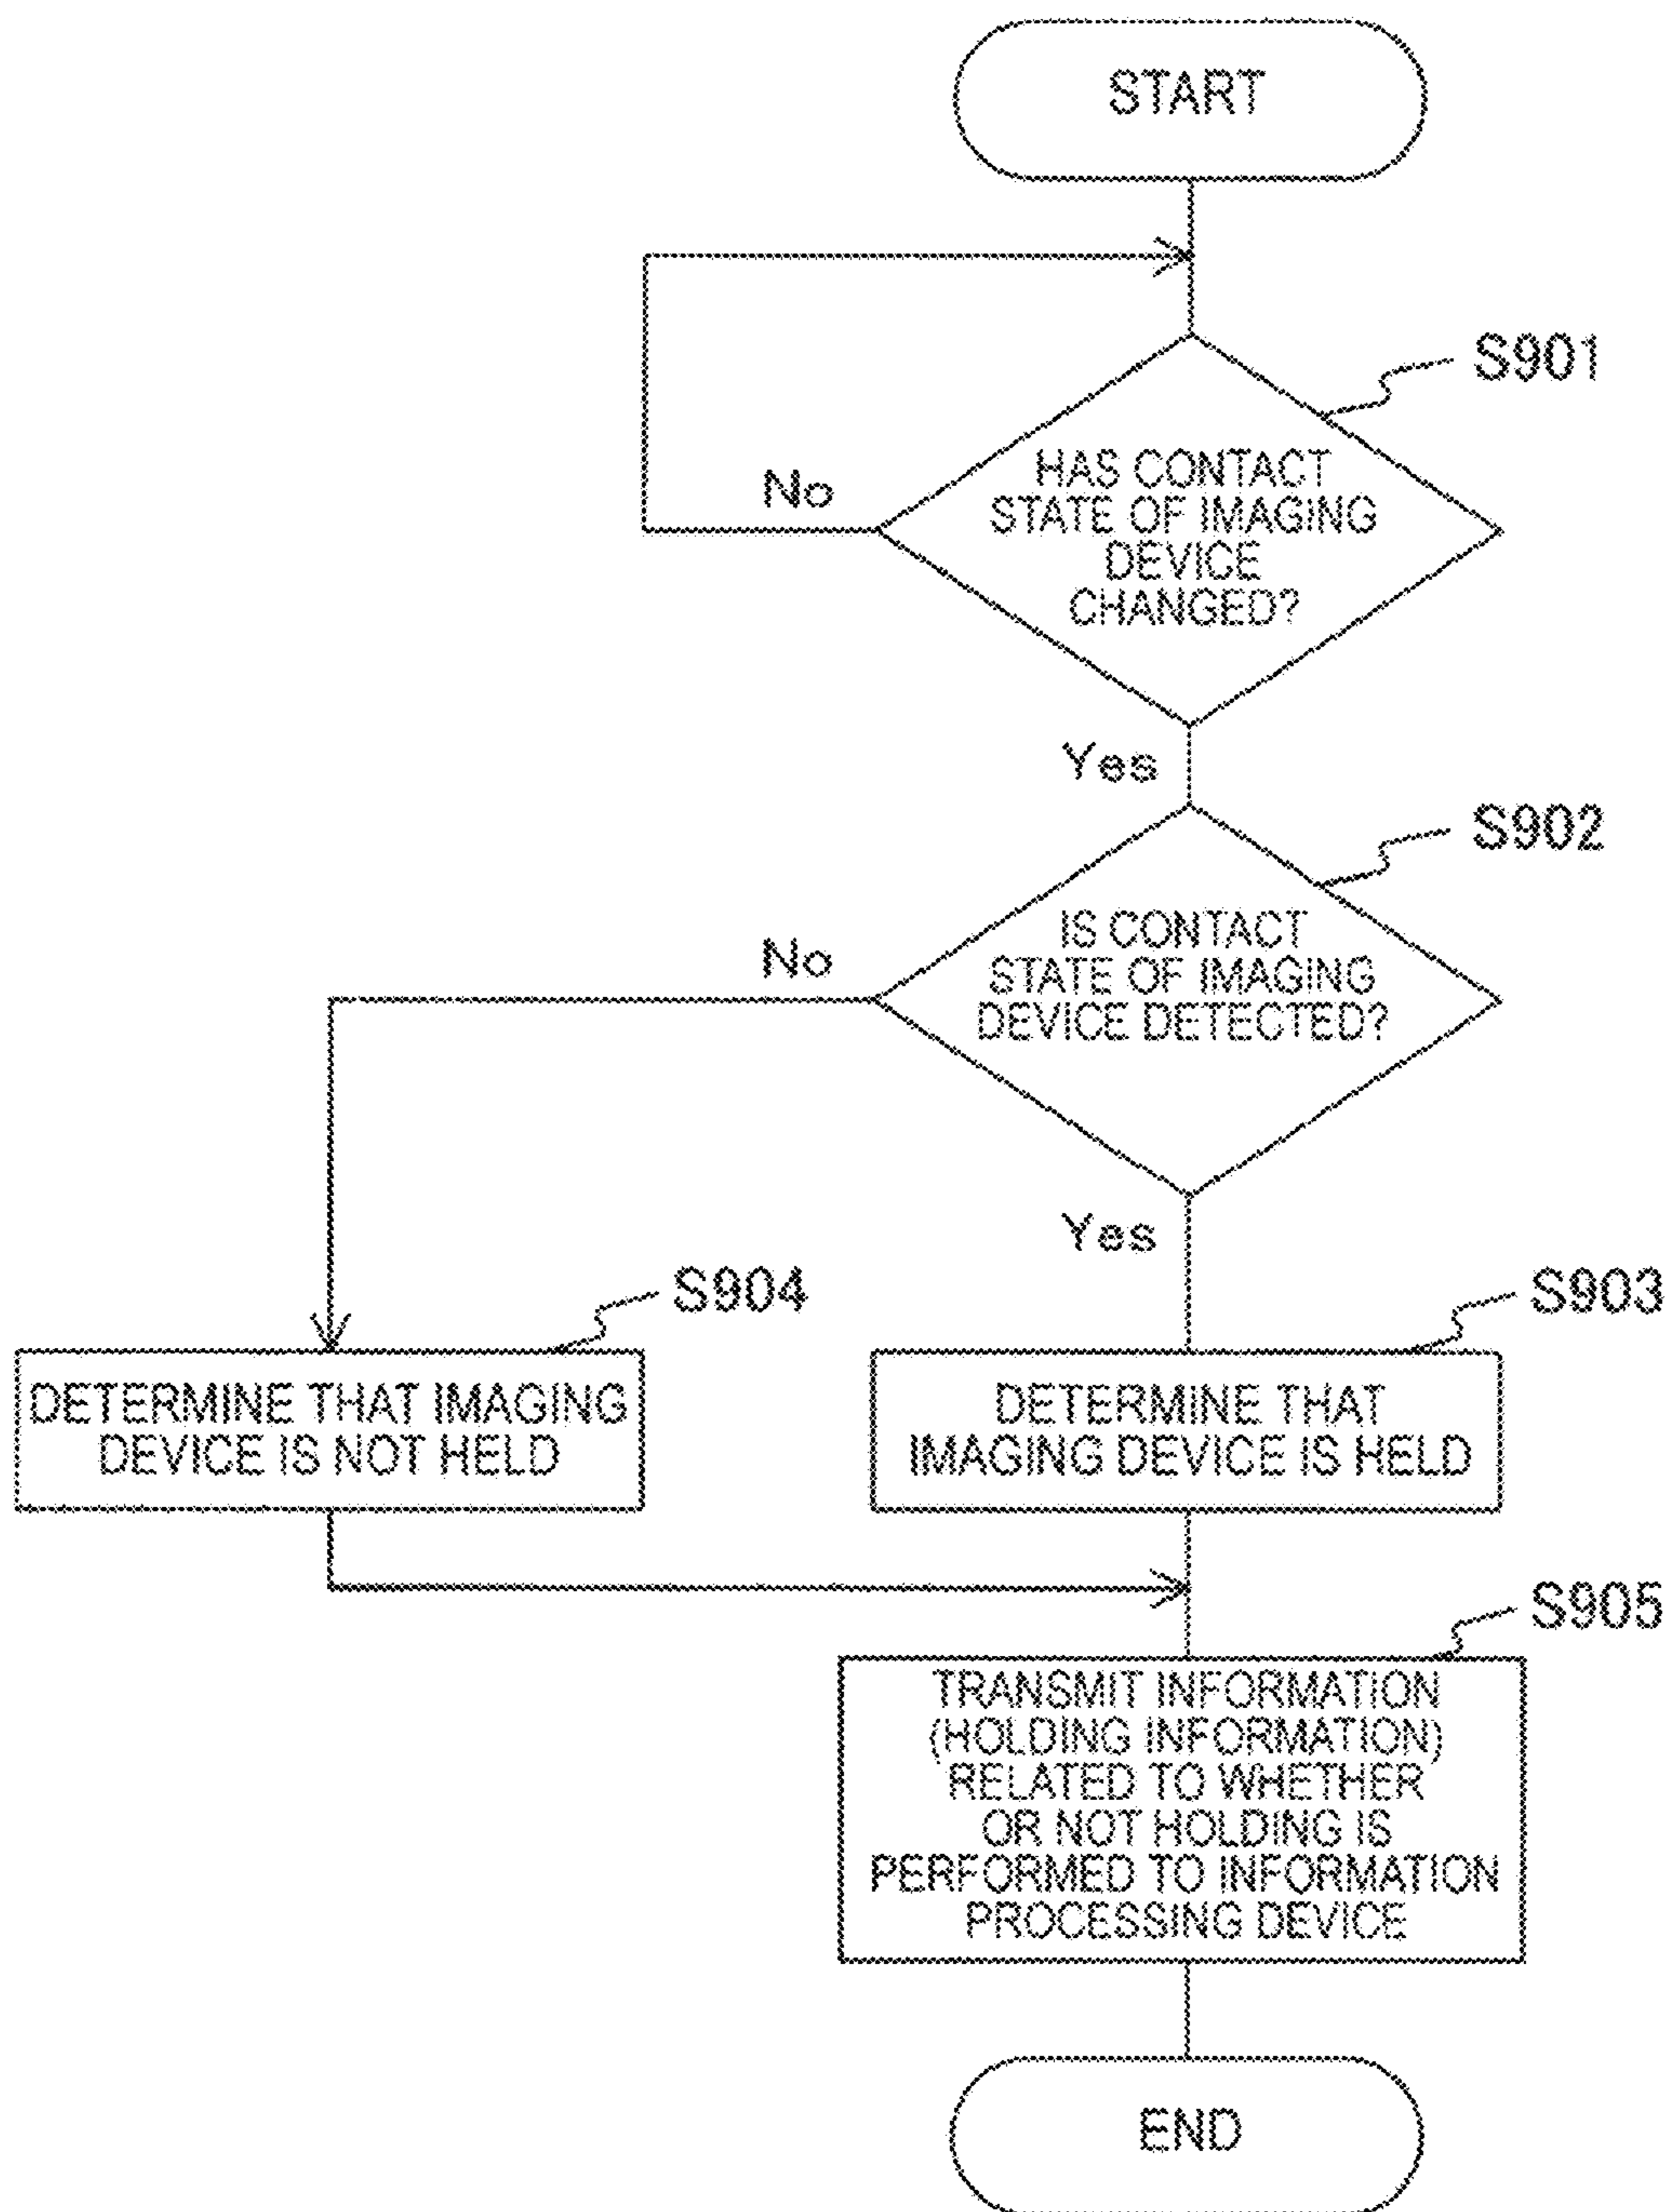 START
S901
HAS CONTACT
STATE OF IMAGING
DEVICE
CHANGED?
No
Yes
S902
IS CONTACT
STATE OF IMAGING
DEVICE DETECTED?
No
Yes
S904
DETERMINE THAT IMAGING
DEVICE IS NOT HELD
S903
DETERMINE THAT
IMAGING DEVICE IS HELD
S905
TRANSMIT INFORMATION
(HOLDING INFORMATION)
RELATED TO WHETHER
OR NOT HOLDING IS
PERFORMED TO INFORMATION
PROCESSING DEVICE
END